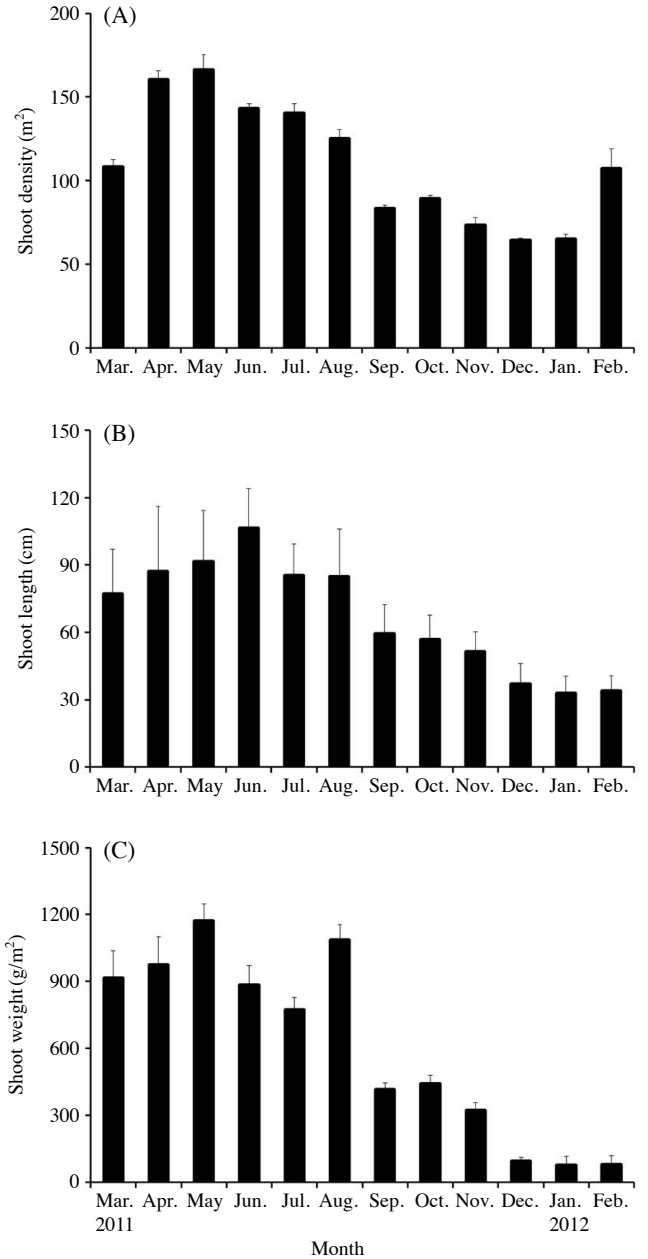 (A)
Shoot density (m²)
200
150
100
50
0
Mar. Apr. May Jun. Jul. Aug. Sep. Oct. Nov. Dec. Jan. Feb.
(B)
Shoot length (cm)
150
120
90
60
30
0
Mar. Apr. May Jun. Jul. Aug. Sep. Oct. Nov. Dec. Jan. Feb.
(C)
Shoot weight (g/m²)
1500
1200
900
600
300
0
Mar. Apr. May Jun. Jul. Aug. Sep. Oct. Nov. Dec. Jan. Feb.
2011 2012
Month